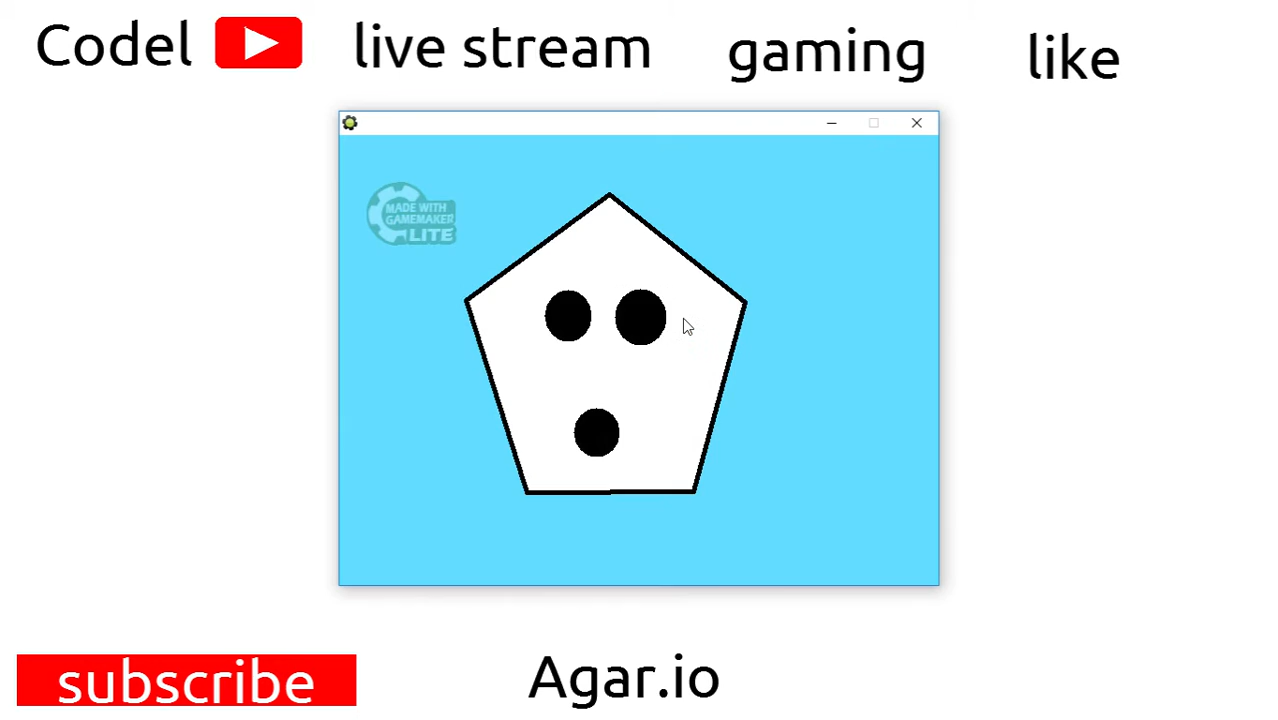 Codel
live stream
gaming
like
MADE WITH
GAMEMAKER
LITE
subscribe
Agar.io